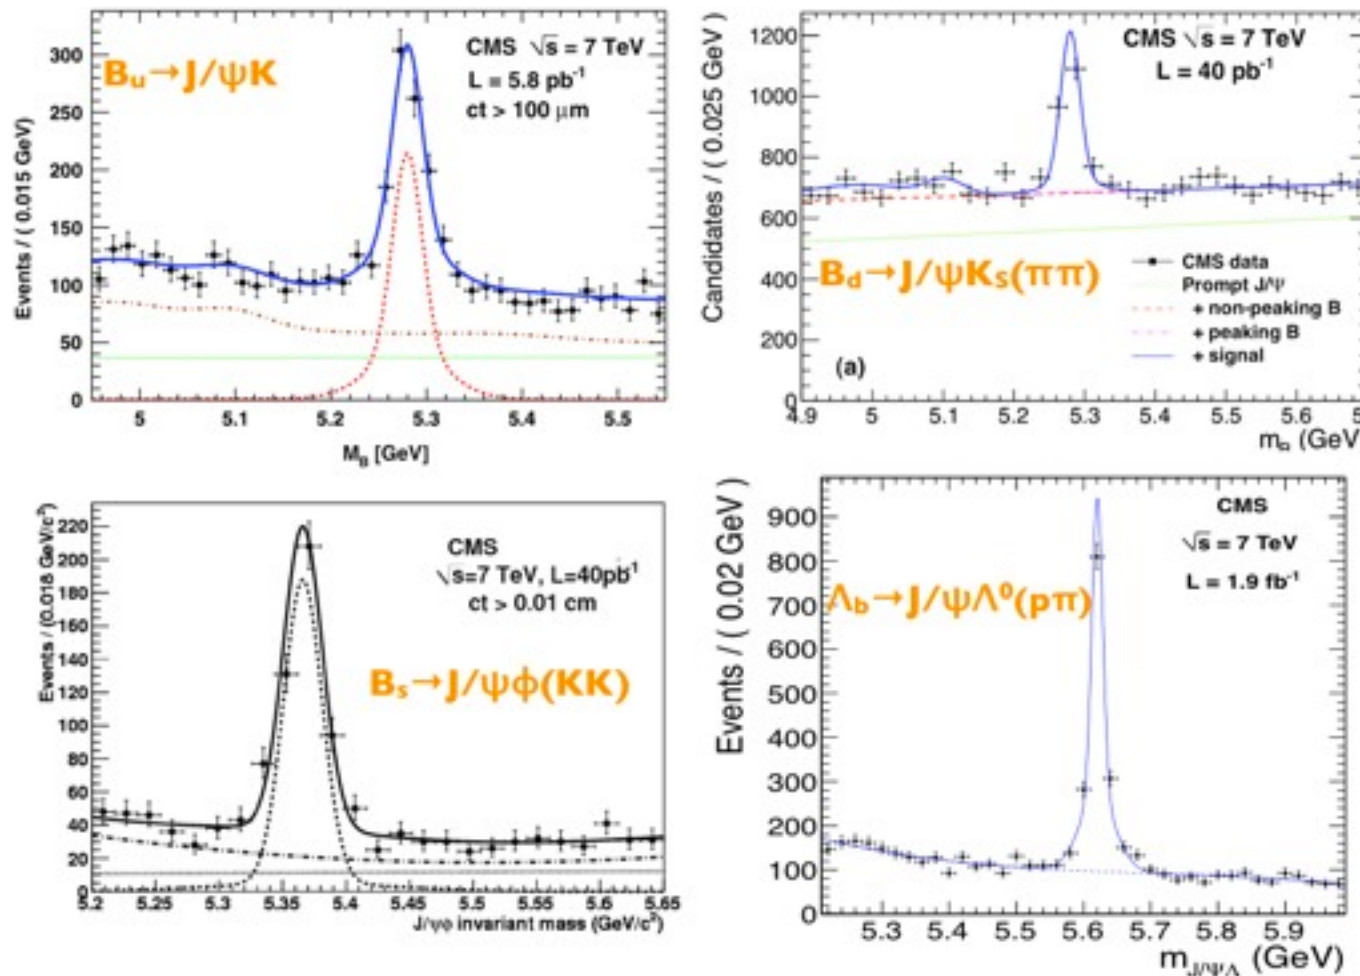 B_u→J/ψK
CMS √s = 7 TeV
L = 5.8 pb⁻¹
ct > 100 μm
Events / ( 0.015 GeV)
300
250
200
150
100
50
0
5 5.1 5.2 5.3 5.4 5.5
M_B [GeV]
CMS √s = 7 TeV
L = 40 pb⁻¹
Candidates / ( 0.025 GeV)
1200
1000
800
600
400
200
0
B_d→J/ψK_S(ππ)
CMS data
Prompt J/ψ
+ non-peaking B
+ peaking B
+ signal
(a)
4.9 5 5.1 5.2 5.3 5.4 5.5 5.6
(GeV)
CMS
√s=7 TeV, L=40pb⁻¹
ct > 0.01 cm
Events / (0.018 GeV/c²)
220
200
180
160
140
120
100
80
60
40
20
0
B_s→J/ψϕ(KK)
5.2 5.25 5.3 5.35 5.4 5.45 5.5 5.55 5.6 5.65
J/ψϕ invariant mass (GeV/c²)
CMS
√s = 7 TeV
L = 1.9 fb⁻¹
Events / ( 0.02 GeV)
900
800
700
600
500
400
300
200
100
0
Λ_b→J/ψΛ⁰(pπ)
5.3 5.4 5.5 5.6 5.7 5.8 5.9
m_J/ΨΛ (GeV)